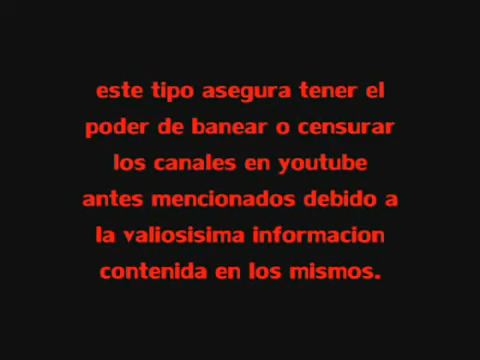 este tipo asegura tener el
poder de banear o censurar
los canales en youtube
antes mencionados debido a
la valiosisima informacion
contenida en los mismos.